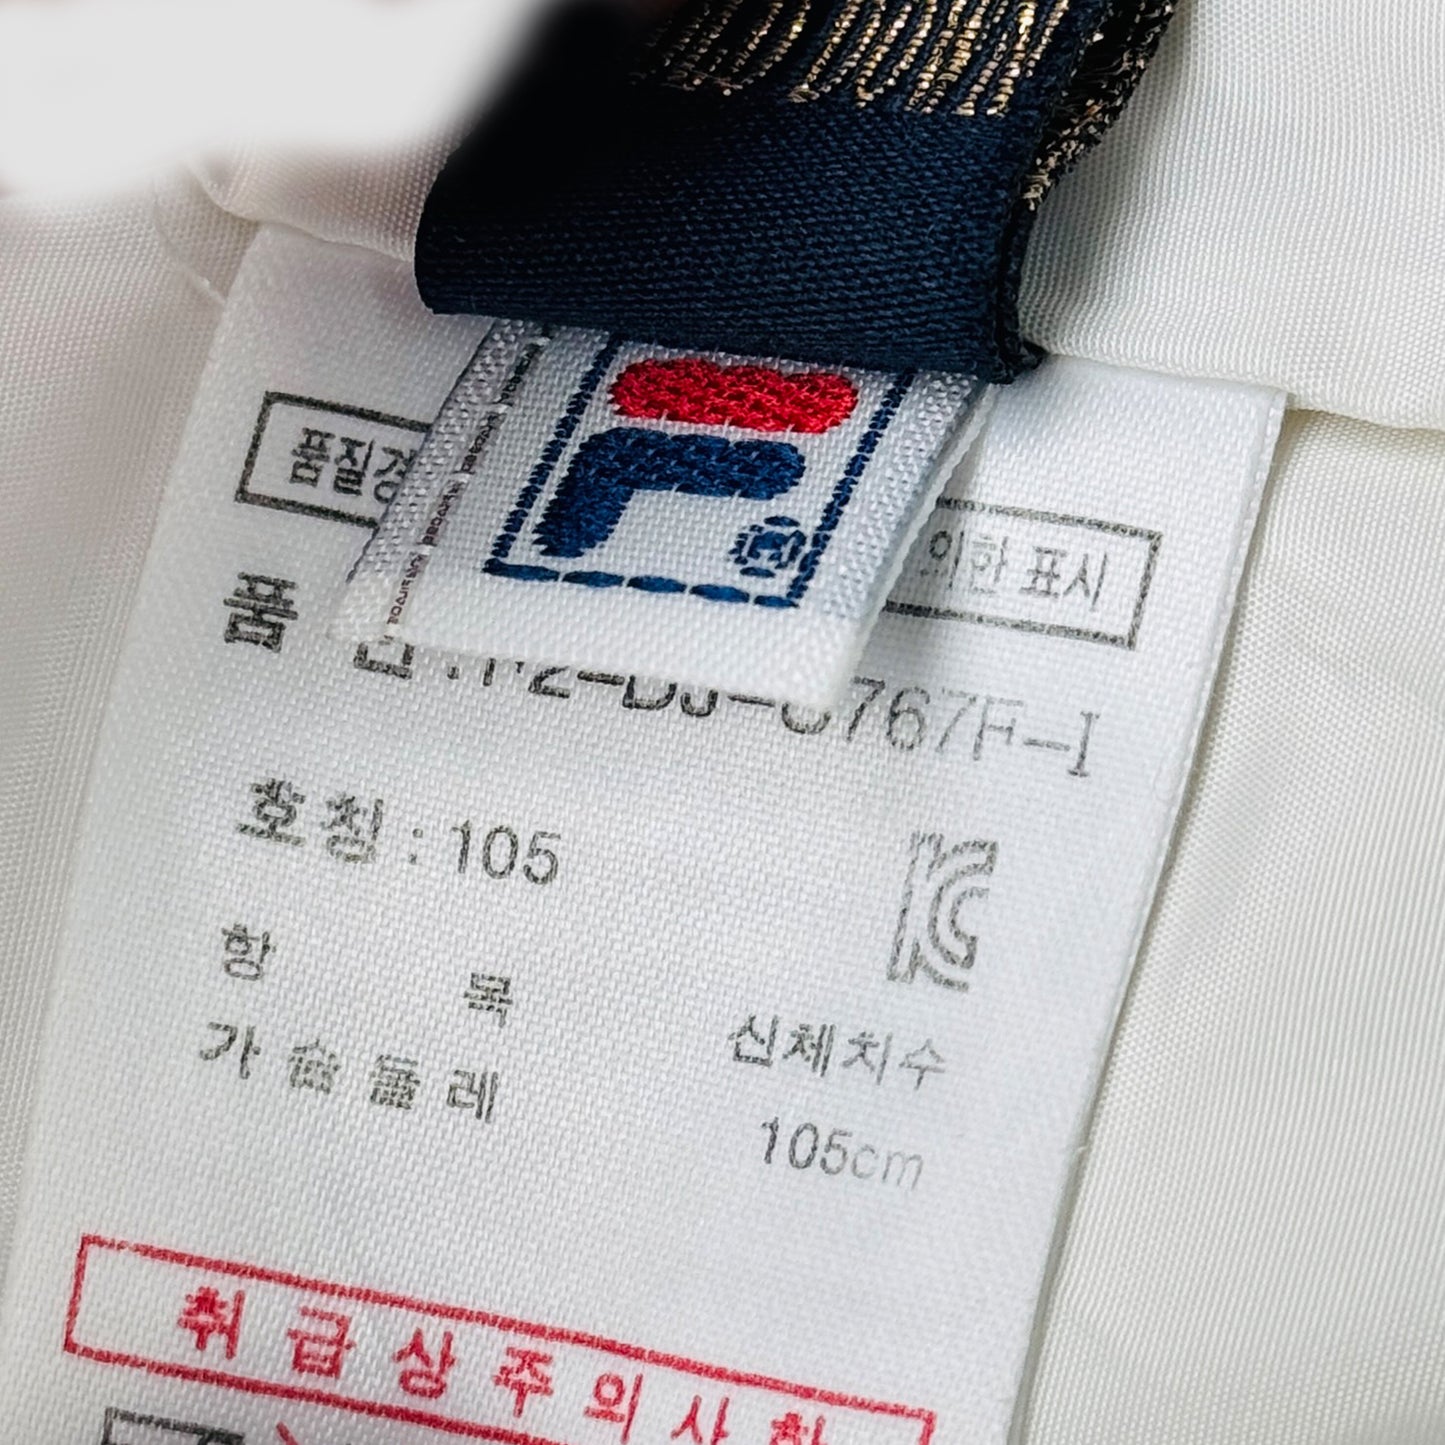 품질경 의한 표시
품 767F-I
호칭 : 105
항 목
신체치수
가슴둘레
105cm
취급상주의사항